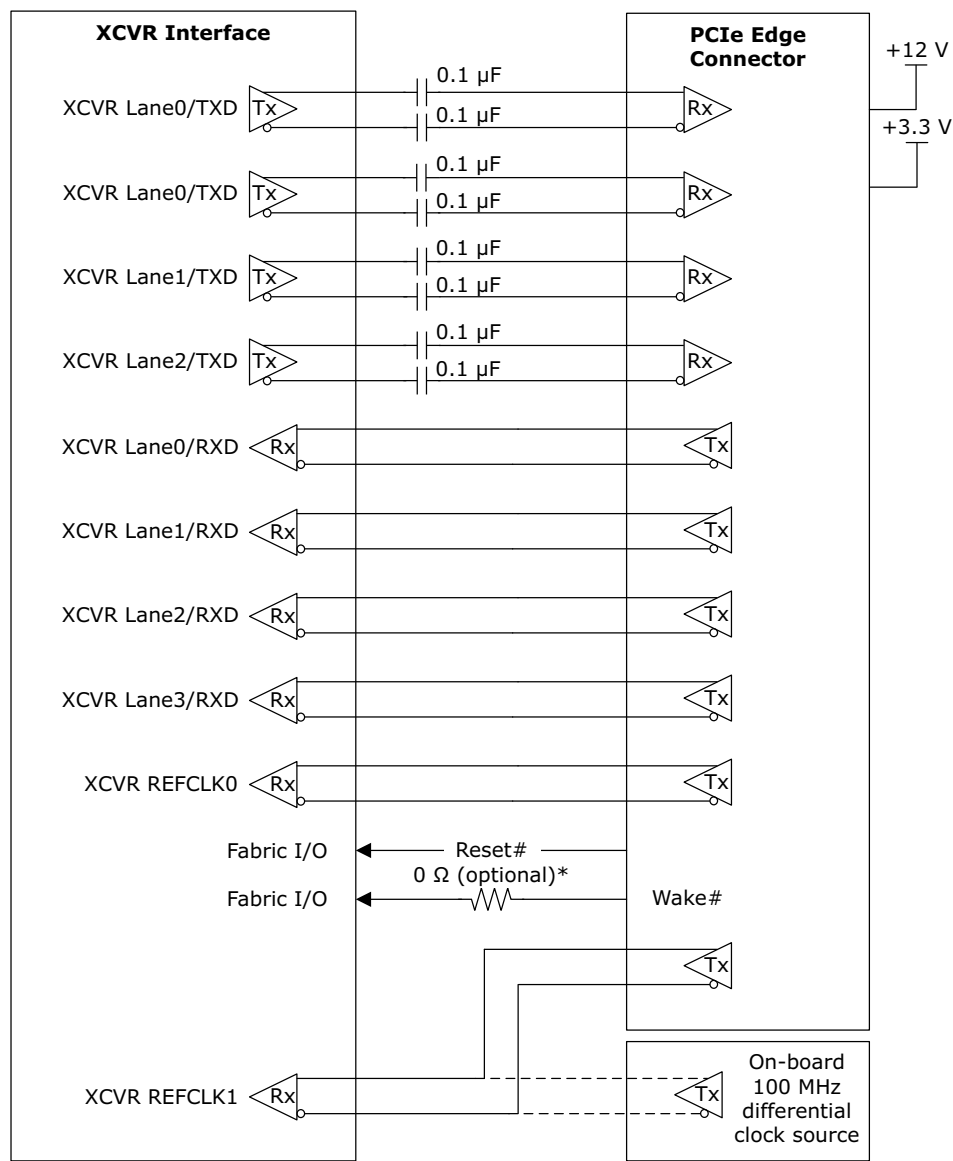 XCVR Interface
PCIe Edge
Connector
+12 V
+3.3 V
0.1 µF
XCVR Lane0/TXD
Tx
0.1 µF
Rx
0.1 µF
XCVR Lane0/TXD
Tx
0.1 µF
Rx
0.1 µF
XCVR Lane1/TXD
Tx
0.1 µF
Rx
0.1 µF
XCVR Lane2/TXD
Tx
0.1 µF
Rx
XCVR Lane0/RXD
Rx
Tx
XCVR Lane1/RXD
Rx
Tx
XCVR Lane2/RXD
Rx
Tx
XCVR Lane3/RXD
Rx
Tx
XCVR REFCLK0
Rx
Tx
Fabric I/O
Reset#
0 Ω (optional)*
Fabric I/O
Wake#
Tx
XCVR REFCLK1
Rx
Tx
On-board
100 MHz
differential
clock source